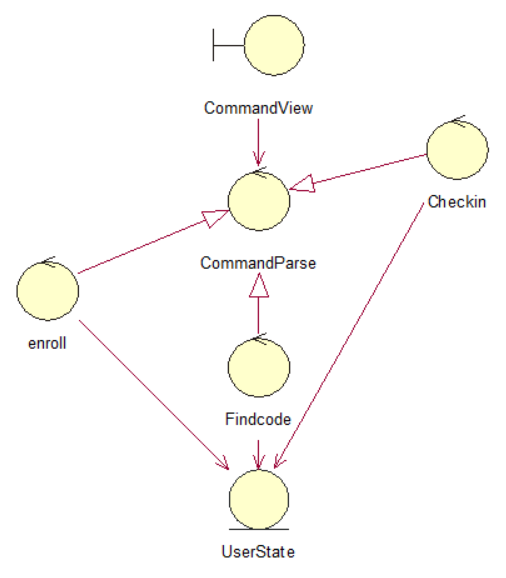 CommandView
Checkin
CommandParse
enroll
Findcode
UserState